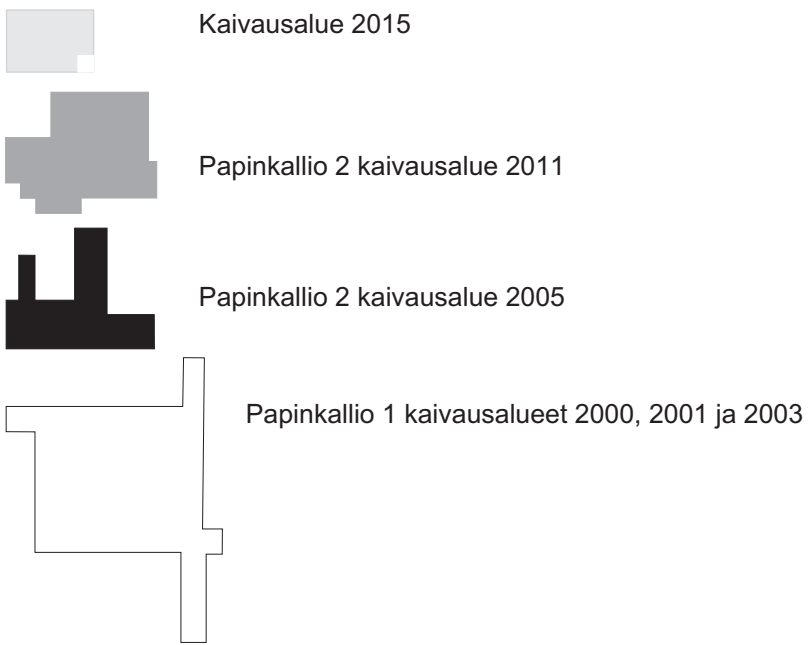 Kaivausalue 2015
Papinkallio 2 kaivausalue 2011
Papinkallio 2 kaivausalue 2005
Papinkallio 1 kaivausalueet 2000, 2001 ja 2003